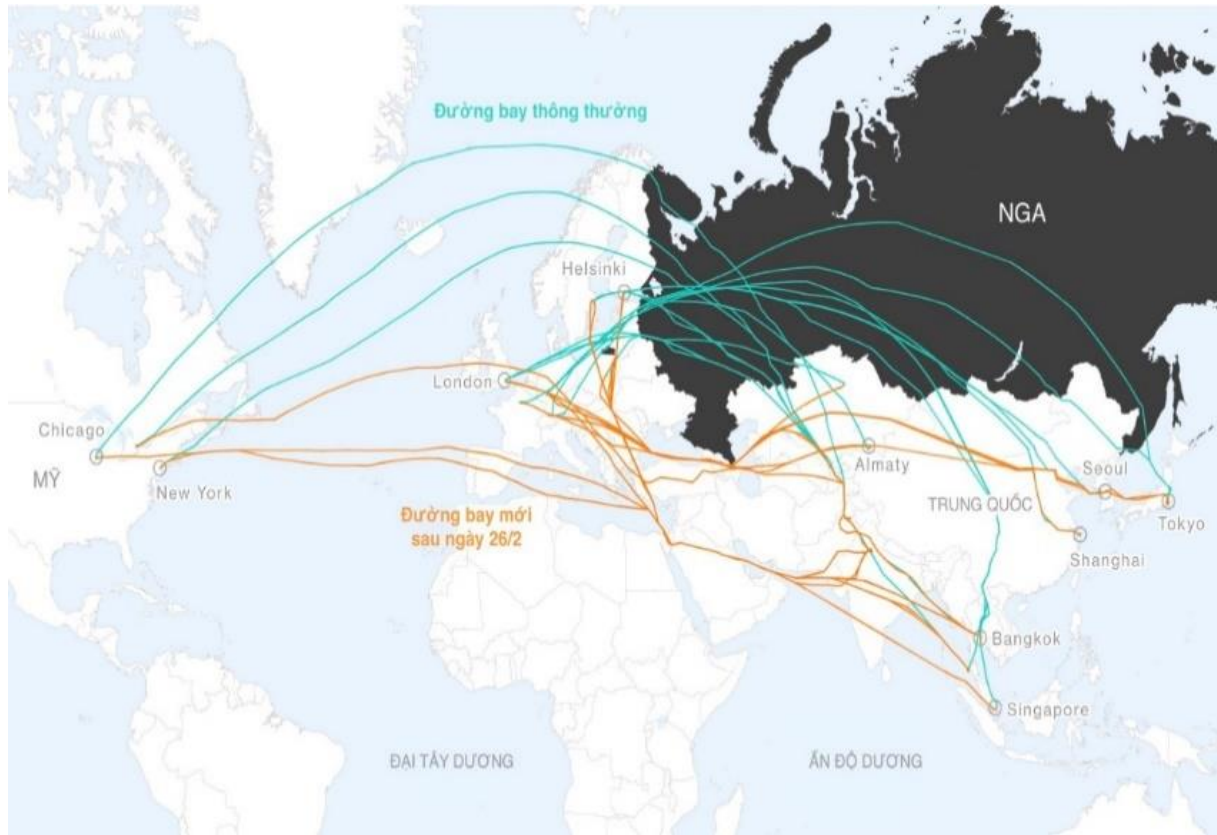 Đường bay thông thường
NGA
Helsinki
London
Chicago
MỸ
New York
Almaty
Seoul
TRUNG QUỐC
Tokyo
Đường bay mới
sau ngày 26/2
Shanghai
Bangkok
Singapore
ĐẠI TÂY DƯƠNG
ẤN ĐỘ DƯƠNG